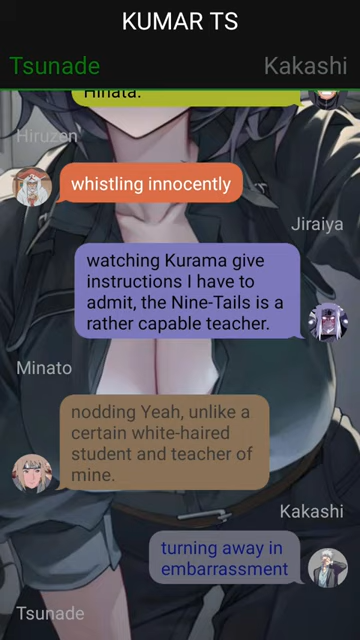 KUMAR TS
Tsunade
Kakashi
Hinata.
Hiruzen
whistling innocently
Jiraiya
watching Kurama give
instructions I have to
admit, the Nine-Tails is a
rather capable teacher.
Minato
nodding Yeah, unlike a
certain white-haired
student and teacher of
mine.
Kakashi
turning away in
embarrassment
Tsunade